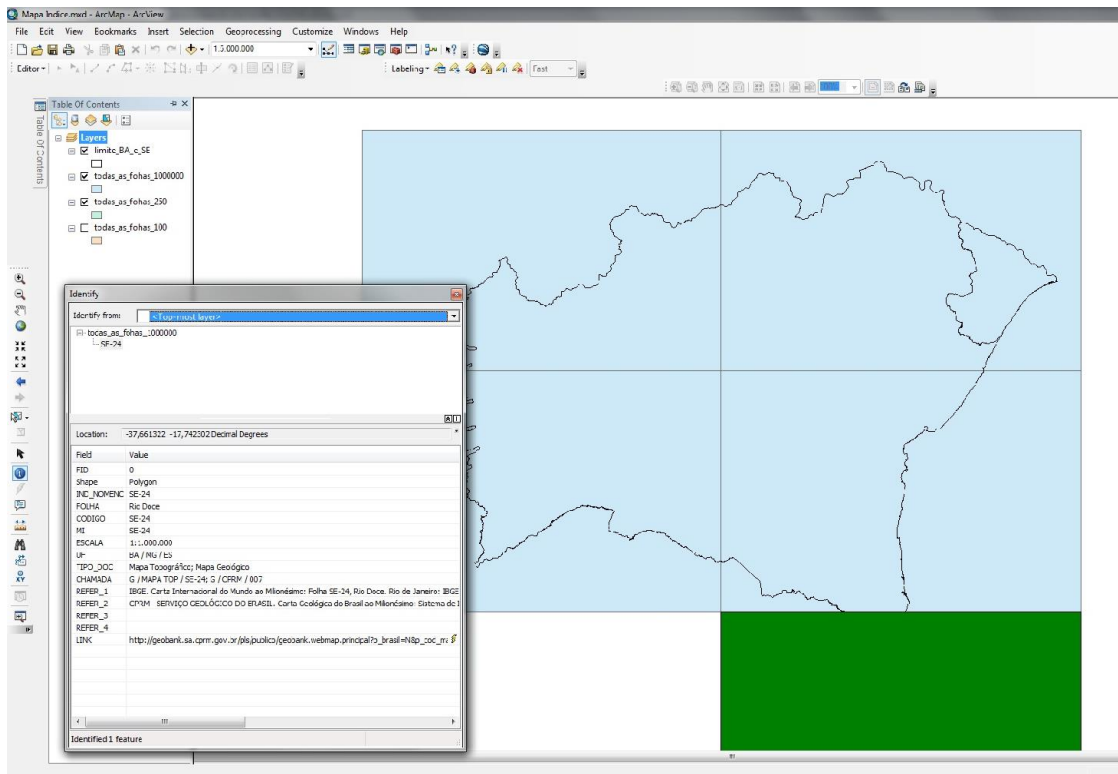 Mapa Indice.mxd - ArcMap - ArcView
File Edit View Bookmarks Insert Selection Geoprocessing Customize Windows Help
1:5.000.000
Editor
Labeling Fast
Table Of Contents
Table Of Contents
Layers
limite_BA_e_SE
todas_as_fohas_1000000
todas_as_fohas_250
todas_as_fohas_100
Identify
Identify from: <Top-most layer>
todas_as_fohas_1000000
SE-24
Location: -37,661322 -17,742302 Decimal Degrees
Field Value
FID 0
Shape Polygon
IND_NOMENC SE-24
FOLHA Rio Doce
CODIGO SE-24
MI SE-24
ESCALA 1:1.000.000
UF BA / MG / ES
TIPO_DOC Mapa Topográfico; Mapa Geológico
CHAMADA G / MAPA TOP / SE-24; G / CPRM / 007
REFER_1 IBGE. Carta Internacional do Mundo ao Milionésimo: Folha SE-24, Rio Doce. Rio de Janeiro: IBGE
REFER_2 CPRM - SERVIÇO GEOLÓGICO DO BRASIL. Carta Geológica do Brasil ao Milionésimo: Sistema de I
REFER_3
REFER_4
LINK http://geobank.sa.cprm.gov.br/pls/publico/geobank.webmap.principal?p_brasil=N&p_doc_ma
Identified 1 feature